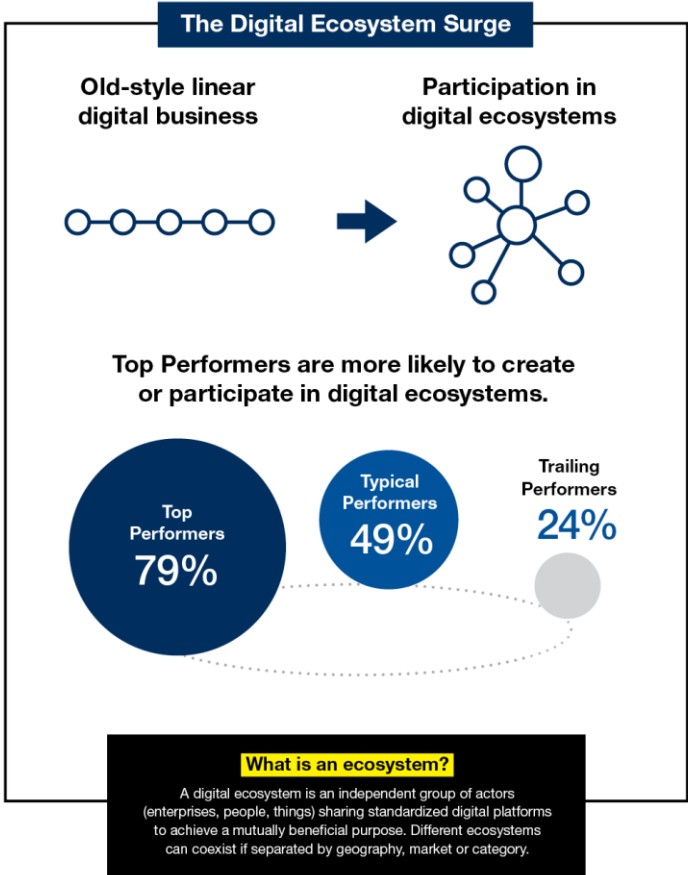 The Digital Ecosystem Surge
Old-style linear
digital business
Participation in
digital ecosystems
Top Performers are more likely to create
or participate in digital ecosystems.
Top
Performers
79%
Typical
Performers
49%
Trailing
Performers
24%
What is an ecosystem?
A digital ecosystem is an independent group of actors
(enterprises, people, things) sharing standardized digital platforms
to achieve a mutually beneficial purpose. Different ecosystems
can coexist if separated by geography, market or category.